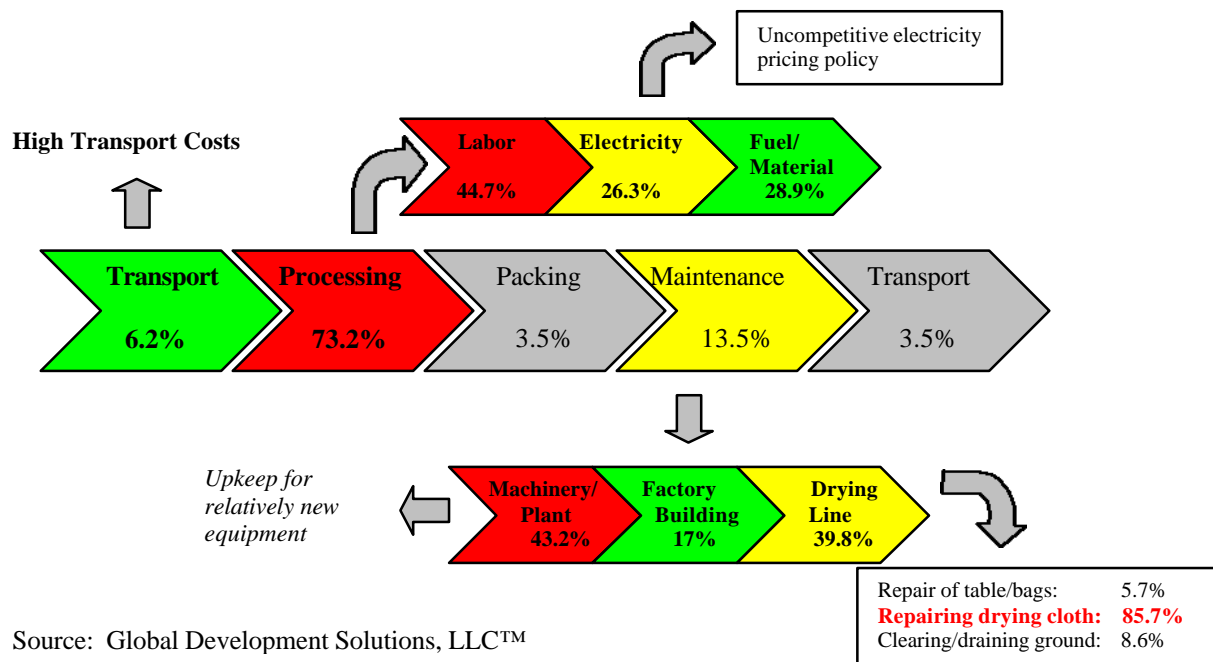 Uncompetitive electricity
pricing policy
High Transport Costs
Labor
44.7%
Electricity
26.3%
Fuel/
Material
28.9%
Transport
6.2%
Processing
73.2%
Packing
3.5%
Maintenance
13.5%
Transport
3.5%
Upkeep for
relatively new
equipment
Machinery/
Plant
43.2%
Factory
Building
17%
Drying
Line
39.8%
Repair of table/bags: 5.7%
Repairing drying cloth: 85.7%
Clearing/draining ground: 8.6%
Source: Global Development Solutions, LLC™